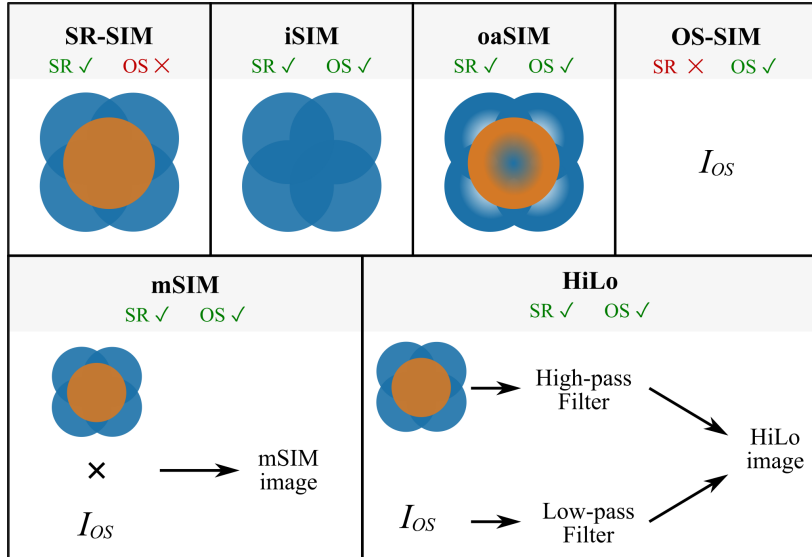 SR-SIM
SR ✓ OS ✕
iSIM
SR ✓ OS ✓
oaSIM
SR ✓ OS ✓
OS-SIM
SR ✕ OS ✓
I_OS
mSIM
SR ✓ OS ✓
×
I_OS
mSIM
image
HiLo
SR ✓ OS ✓
High-pass
Filter
I_OS
Low-pass
Filter
HiLo
image